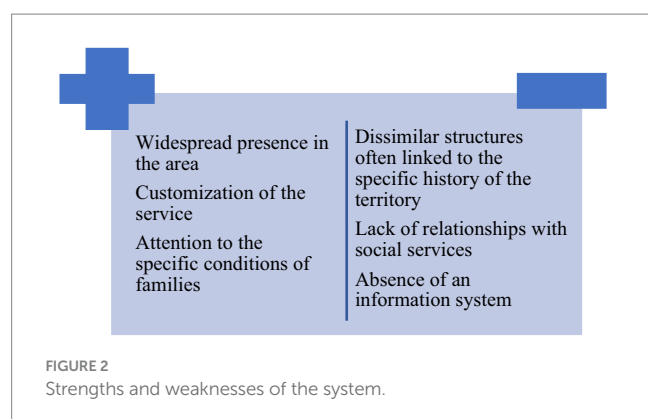 Widespread presence in
the area
Customization of the
service
Attention to the
specific conditions of
families
Dissimilar structures
often linked to the
specific history of the
territory
Lack of relationships with
social services
Absence of an
information system
FIGURE 2
Strengths and weaknesses of the system.